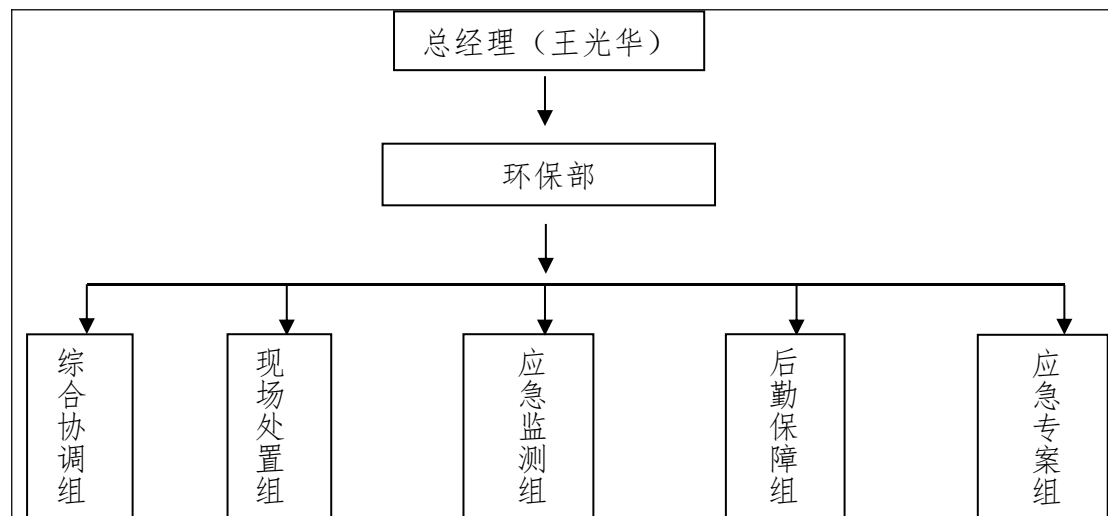 总经理（王光华）
环保部
综合协调组
现场处置组
应急监测组
后勤保障组
应急专案组